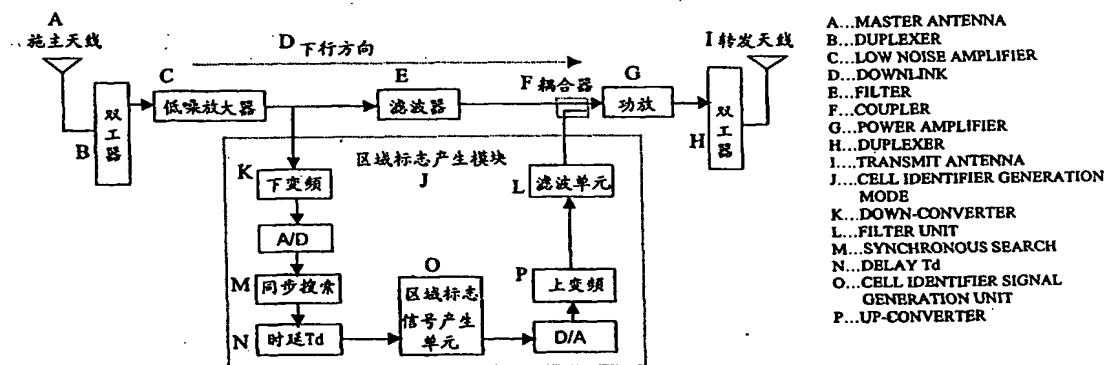 A
施主天线
B
双工器
C
低噪放大器
D 下行方向
E
滤波器
F 耦合器
G
功放
H
双工器
I 转发天线
区域标志产生模块
J
K
下变频
A/D
M
同步搜索
N
时延Td
O
区域标志
信号产生
单元
D/A
P
上变频
L
滤波单元
A...MASTER ANTENNA
B...DUPLEXER
C...LOW NOISE AMPLIFIER
D...DOWNLINK
E...FILTER
F...COUPLER
G...POWER AMPLIFIER
H...DUPLEXER
I....TRANSMIT ANTENNA
J....CELL IDENTIFIER GENERATION
MODE
K...DOWN-CONVERTER
L...FILTER UNIT
M...SYNCHRONOUS SEARCH
N...DELAY Td
O...CELL IDENTIFIER SIGNAL
GENERATION UNIT
P...UP-CONVERTER